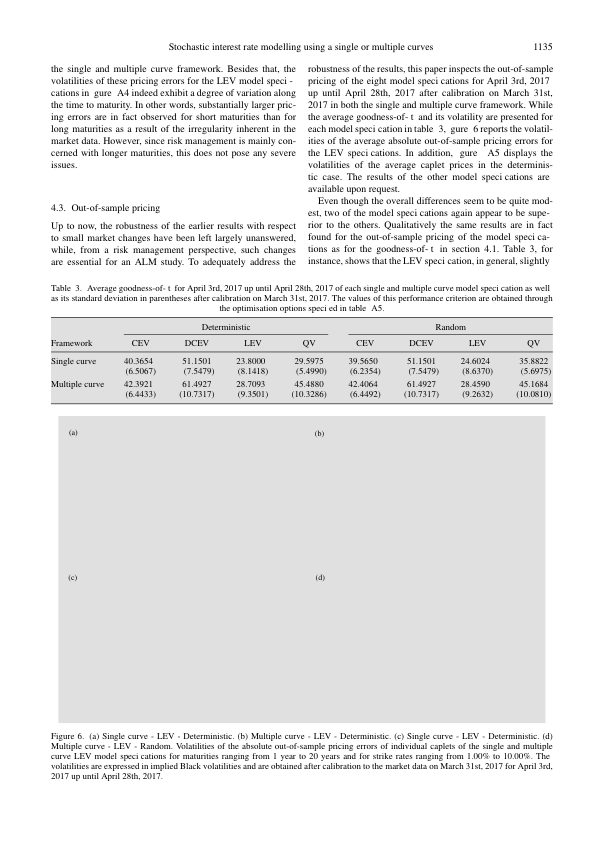 Stochastic interest rate modelling using a single or multiple curves 1135
the single and multiple curve framework. Besides that, the
volatilities of these pricing errors for the LEV model speci -
cations in gure A4 indeed exhibit a degree of variation along
the time to maturity. In other words, substantially larger pric-
ing errors are in fact observed for short maturities than for
long maturities as a result of the irregularity inherent in the
market data. However, since risk management is mainly con-
cerned with longer maturities, this does not pose any severe
issues.
4.3. Out-of-sample pricing
Up to now, the robustness of the earlier results with respect
to small market changes have been left largely unanswered,
while, from a risk management perspective, such changes
are essential for an ALM study. To adequately address the
robustness of the results, this paper inspects the out-of-sample
pricing of the eight model speci cations for April 3rd, 2017
up until April 28th, 2017 after calibration on March 31st,
2017 in both the single and multiple curve framework. While
the average goodness-of- t and its volatility are presented for
each model speci cation in table 3, gure 6 reports the volatil-
ities of the average absolute out-of-sample pricing errors for
the LEV speci cations. In addition, gure A5 displays the
volatilities of the average caplet prices in the determinis-
tic case. The results of the other model speci cations are
available upon request.
Even though the overall differences seem to be quite mod-
est, two of the model speci cations again appear to be supe-
rior to the others. Qualitatively the same results are in fact
found for the out-of-sample pricing of the model speci ca-
tions as for the goodness-of- t in section 4.1. Table 3, for
instance, shows that the LEV speci cation, in general, slightly
Table 3. Average goodness-of- t for April 3rd, 2017 up until April 28th, 2017 of each single and multiple curve model speci cation as well
as its standard deviation in parentheses after calibration on March 31st, 2017. The values of this performance criterion are obtained through
the optimisation options speci ed in table A5.
Deterministic Random
Framework CEV DCEV LEV QV CEV DCEV LEV QV
Single curve 40.3654 51.1501 23.8000 29.5975 39.5650 51.1501 24.6024 35.8822
(6.5067) (7.5479) (8.1418) (5.4990) (6.2354) (7.5479) (8.6370) (5.6975)
Multiple curve 42.3921 61.4927 28.7093 45.4880 42.4064 61.4927 28.4590 45.1684
(6.4433) (10.7317) (9.3501) (10.3286) (6.4492) (10.7317) (9.2632) (10.0810)
(a) (b)
(c) (d)
Figure 6. (a) Single curve - LEV - Deterministic. (b) Multiple curve - LEV - Deterministic. (c) Single curve - LEV - Deterministic. (d)
Multiple curve - LEV - Random. Volatilities of the absolute out-of-sample pricing errors of individual caplets of the single and multiple
curve LEV model speci cations for maturities ranging from 1 year to 20 years and for strike rates ranging from 1.00% to 10.00%. The
volatilities are expressed in implied Black volatilities and are obtained after calibration to the market data on March 31st, 2017 for April 3rd,
2017 up until April 28th, 2017.